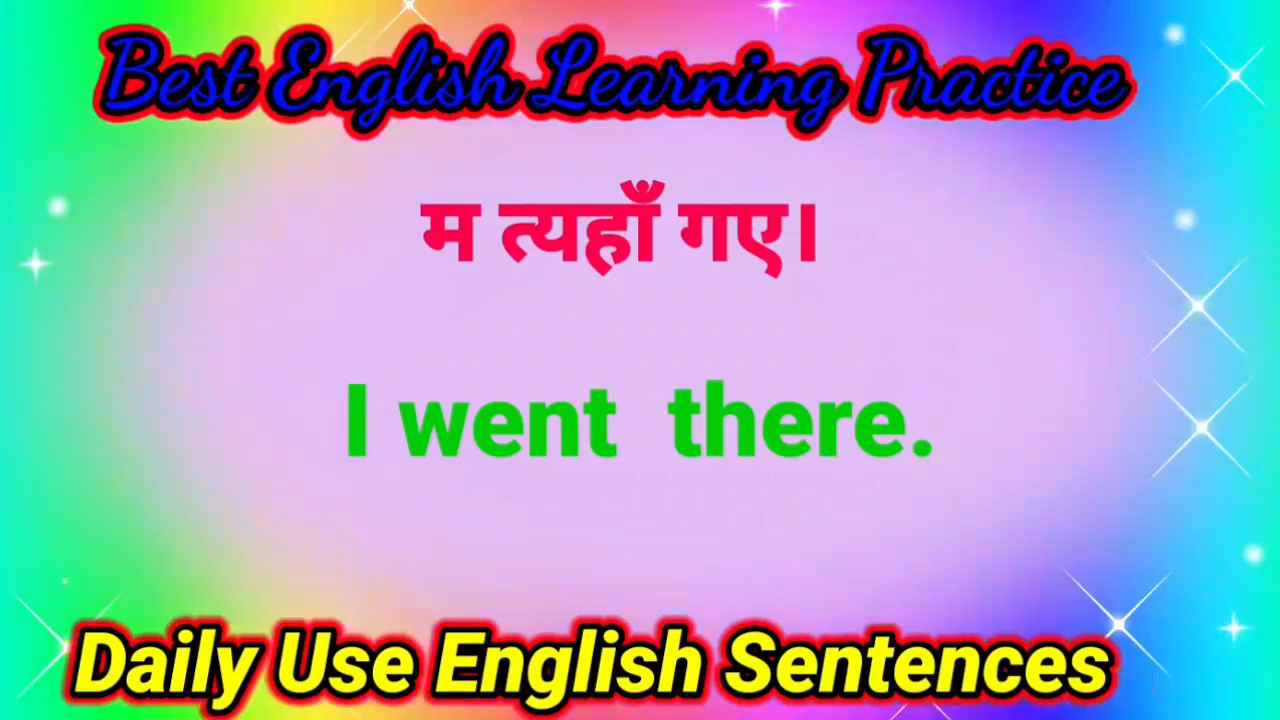 Best English Learning Practice
म त्यहाँ गए।
I went there.
Daily Use English Sentences